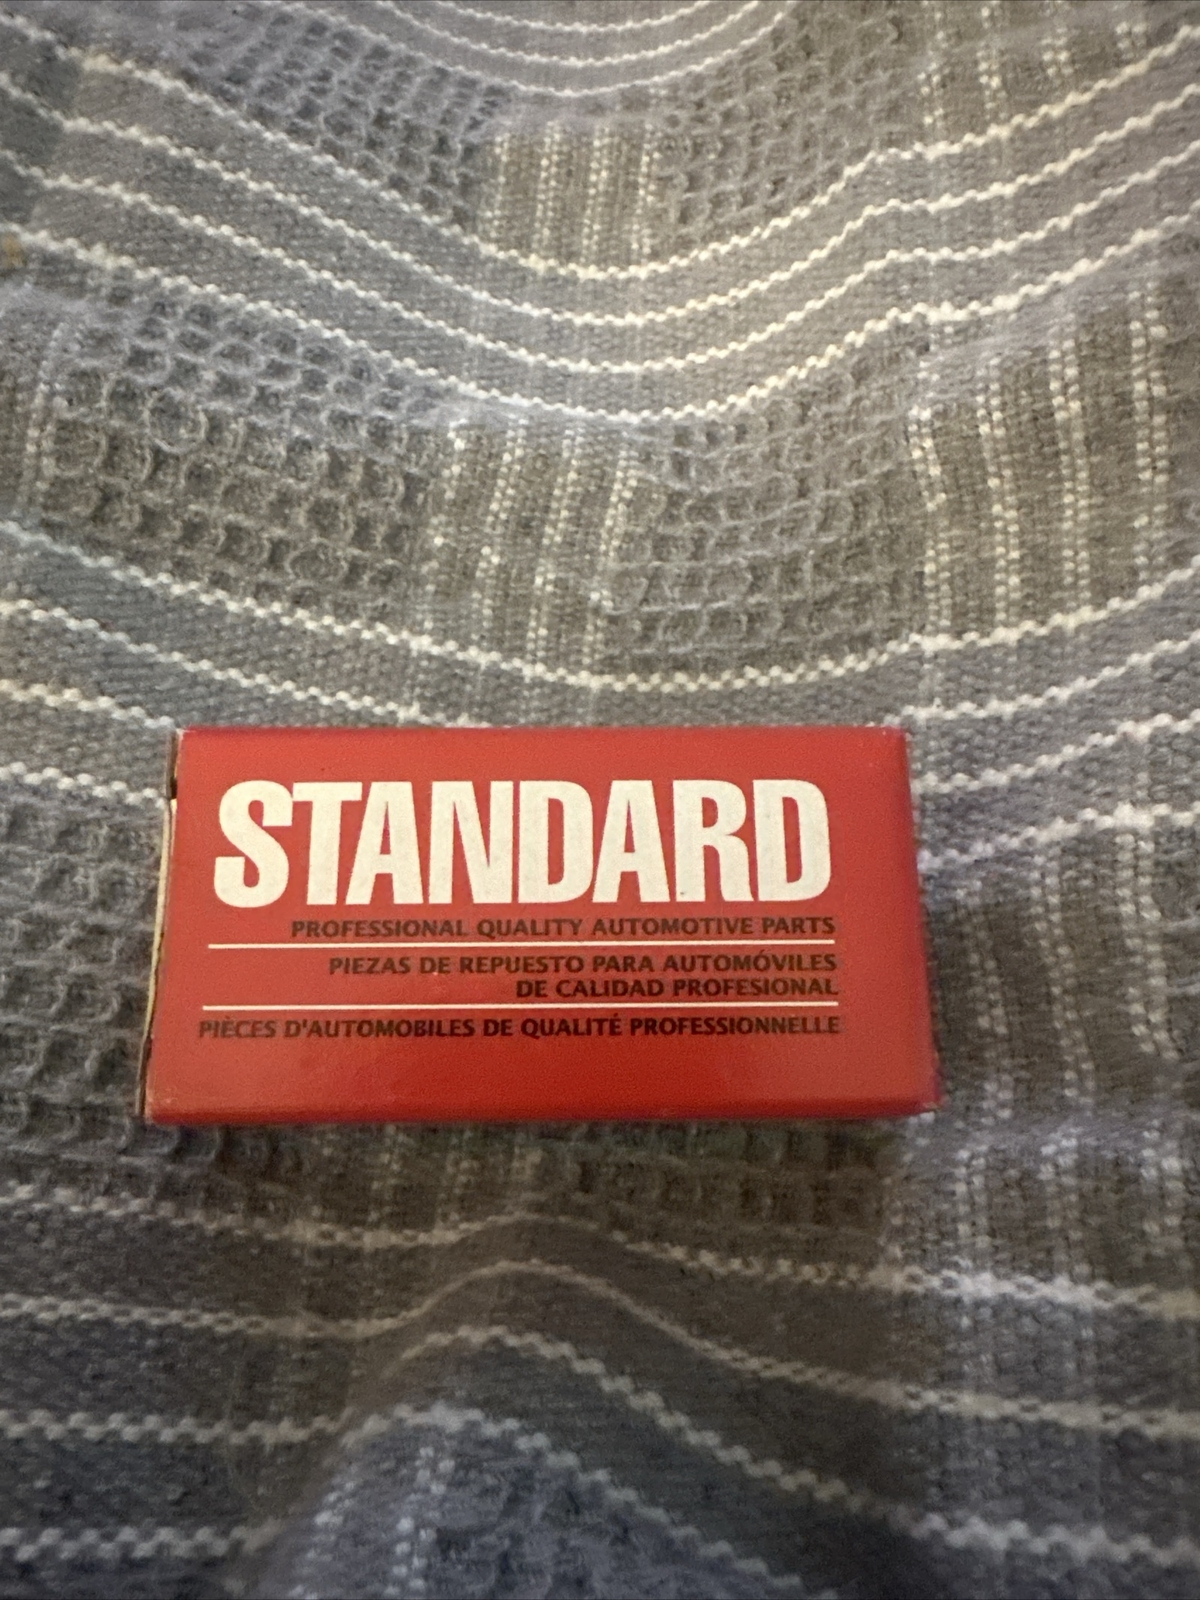 STANDARD
PROFESSIONAL QUALITY AUTOMOTIVE PARTS
PIEZAS DE REPUESTO PARA AUTOMÓVILES
DE CALIDAD PROFESIONAL
PIÈCES D'AUTOMOBILES DE QUALITÉ PROFESSIONNELLE